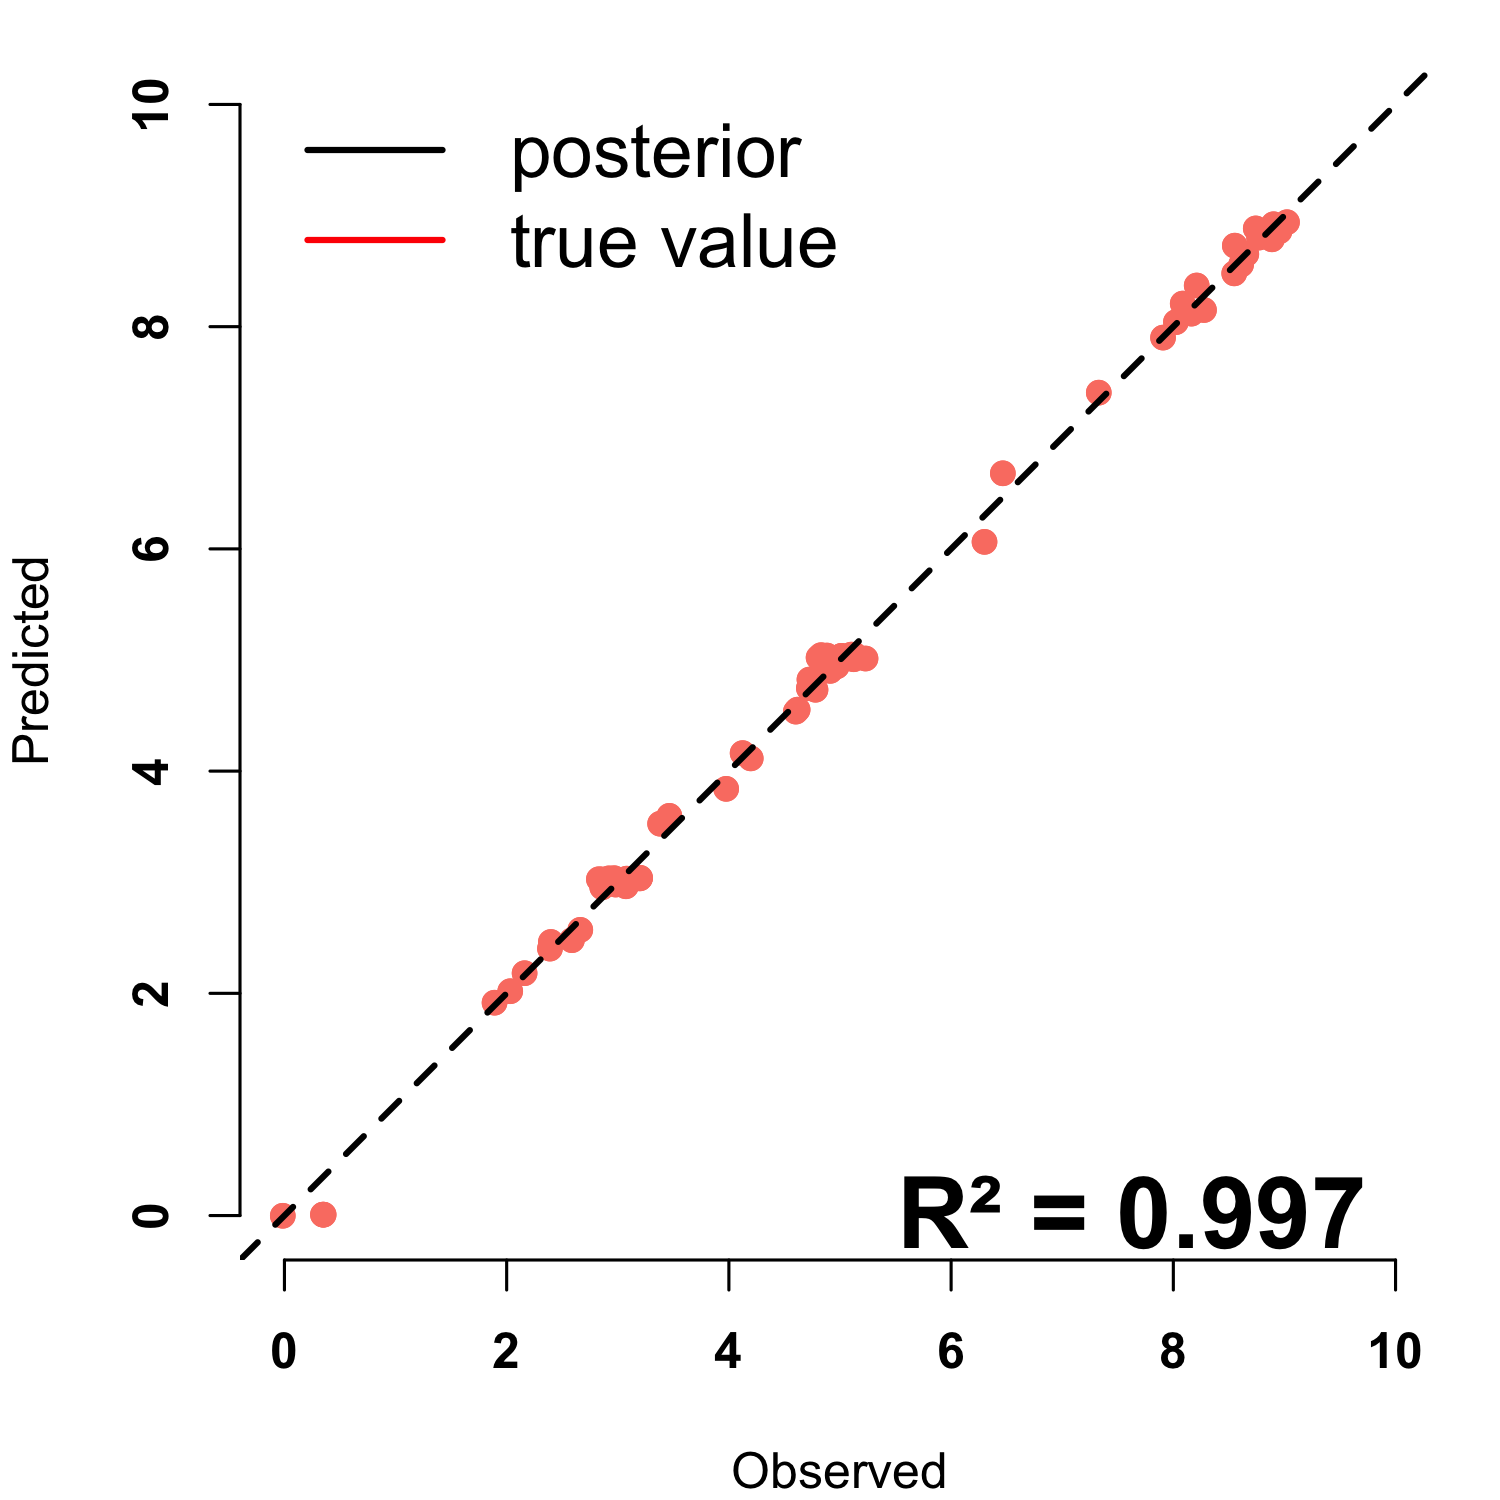 10
8
6
4
2
0
Predicted
posterior
true value
R² = 0.997
0 2 4 6 8 10
Observed